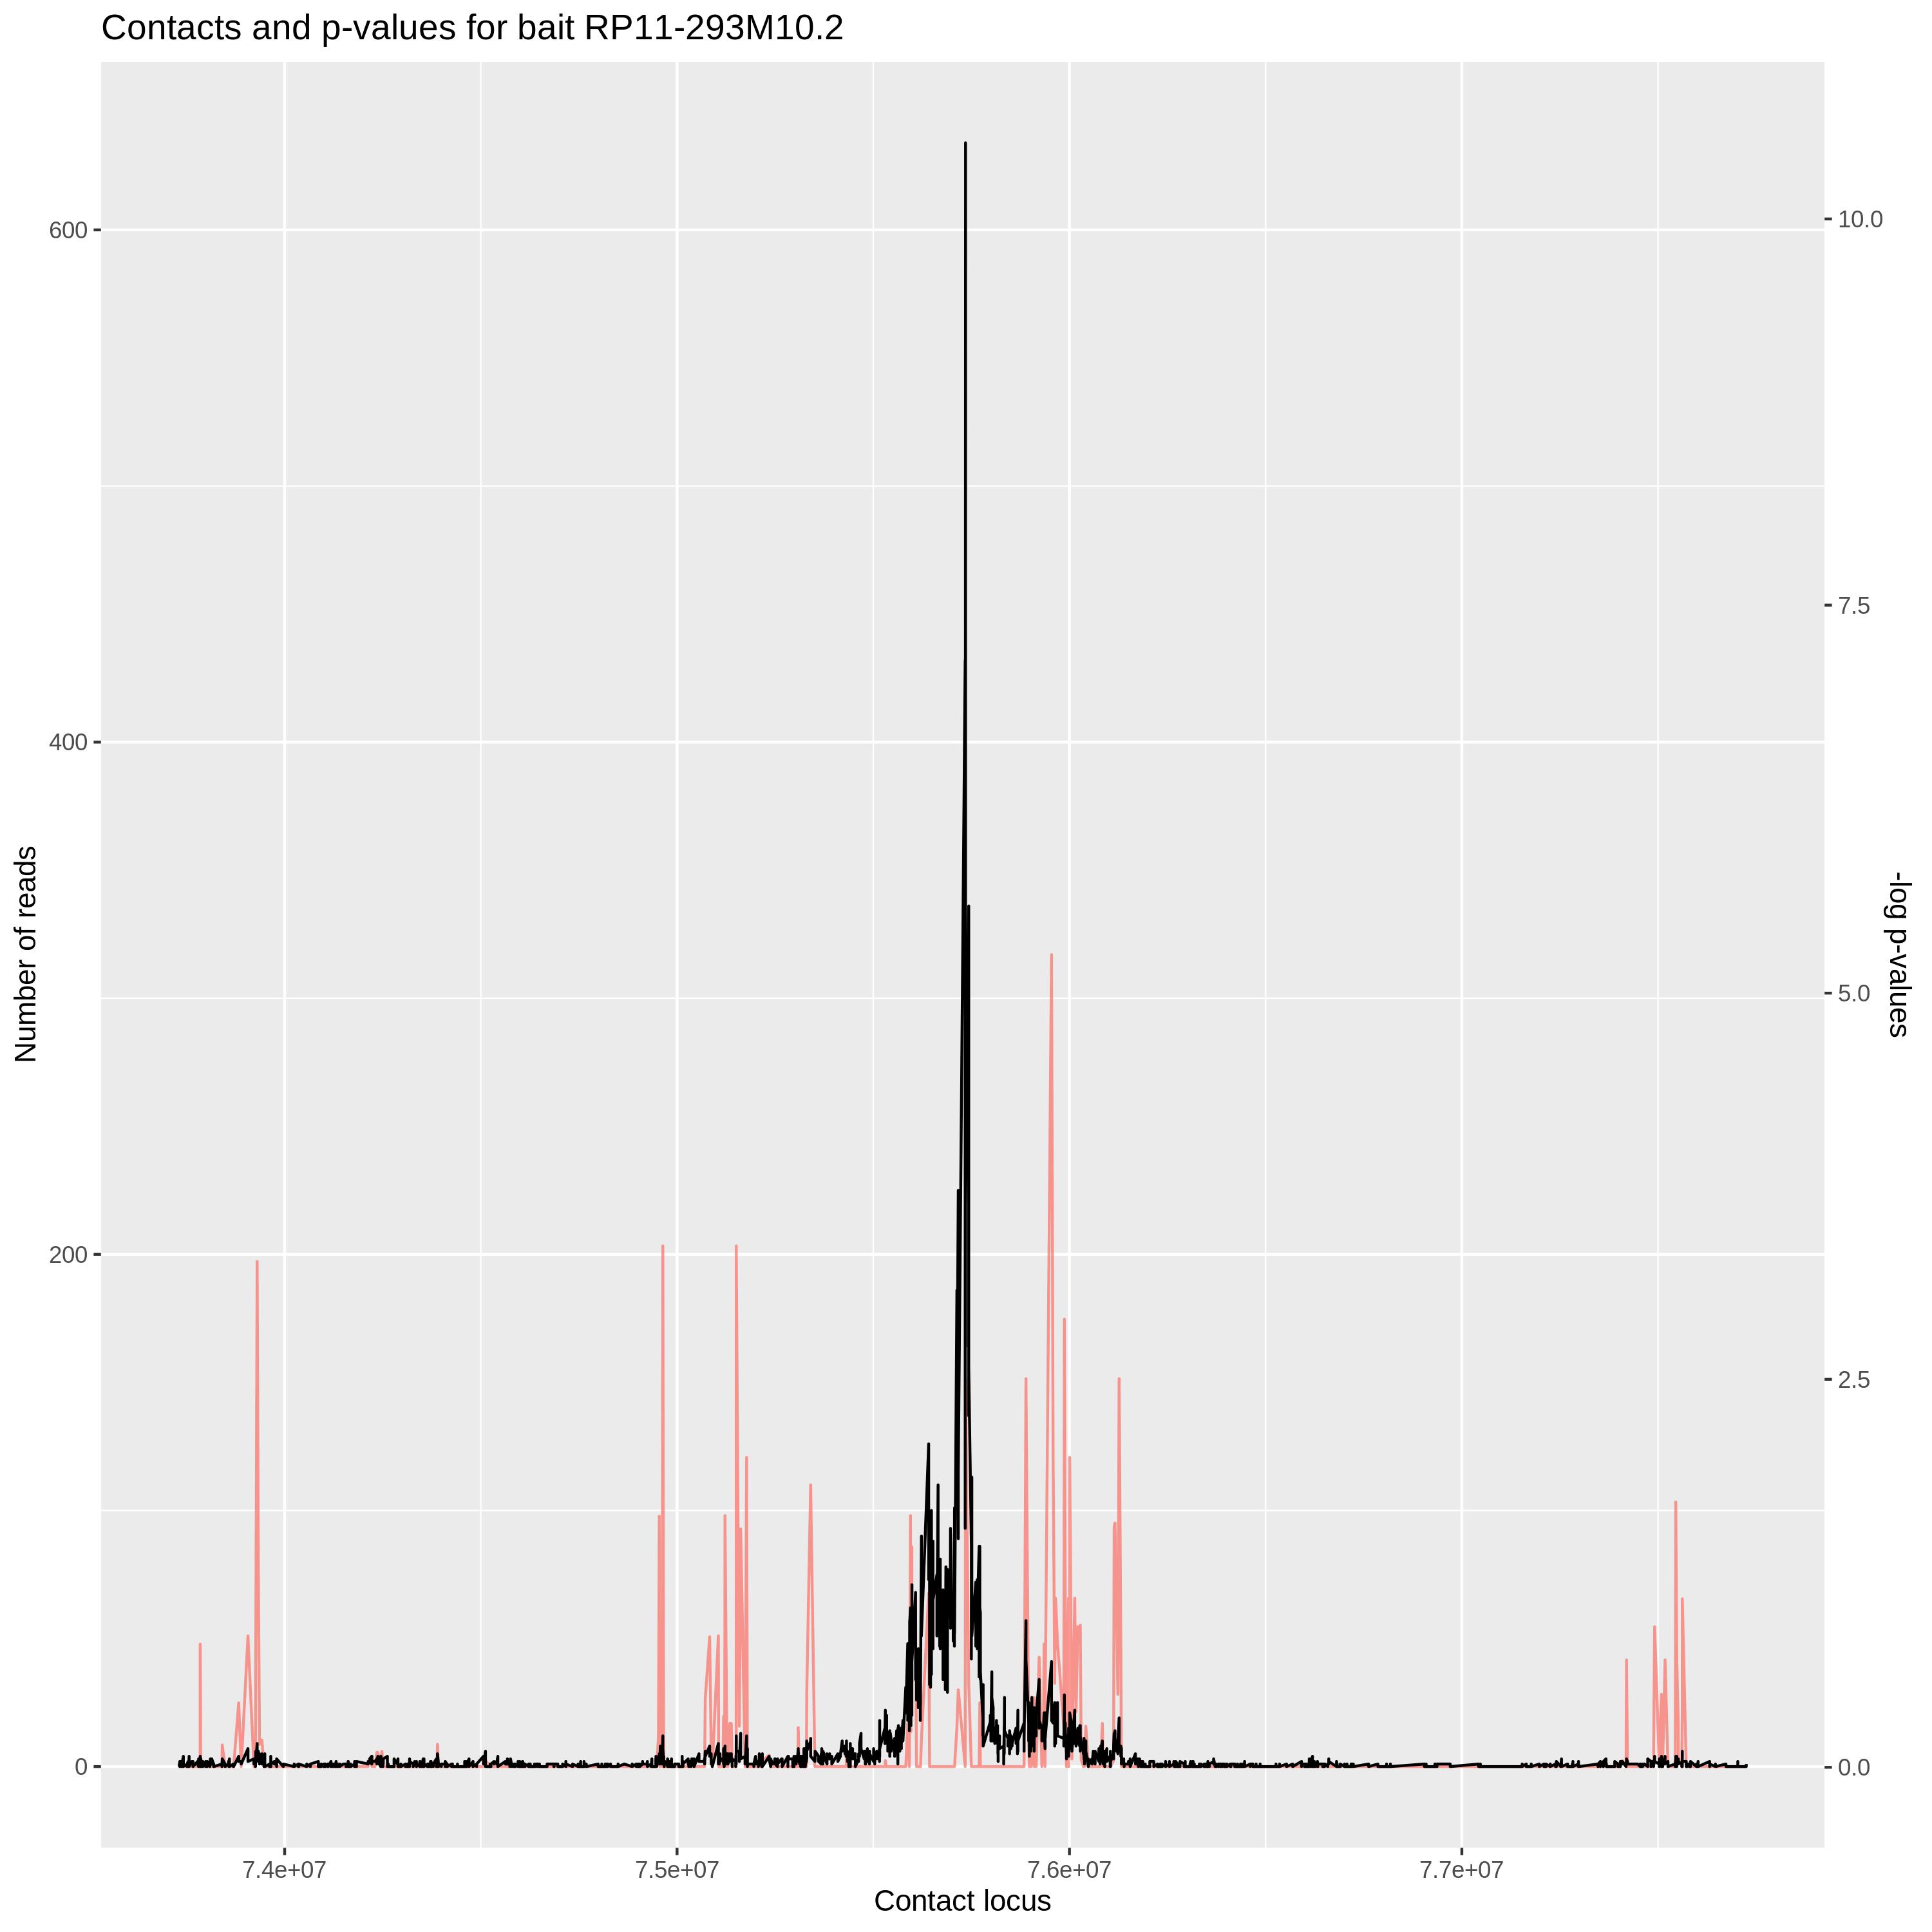 Contacts and p-values for bait RP11-293M10.2
600
400
200
0
Number of reads
10.0
7.5
5.0
2.5
0.0
-log p-values
7.4e+07
7.5e+07
7.6e+07
7.7e+07
Contact locus